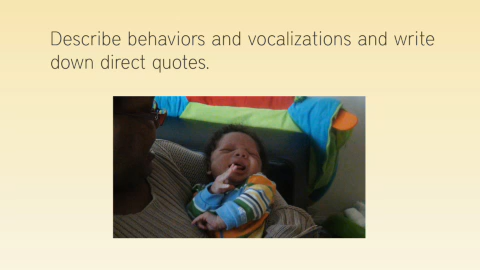 Describe behaviors and vocalizations and write
down direct quotes.